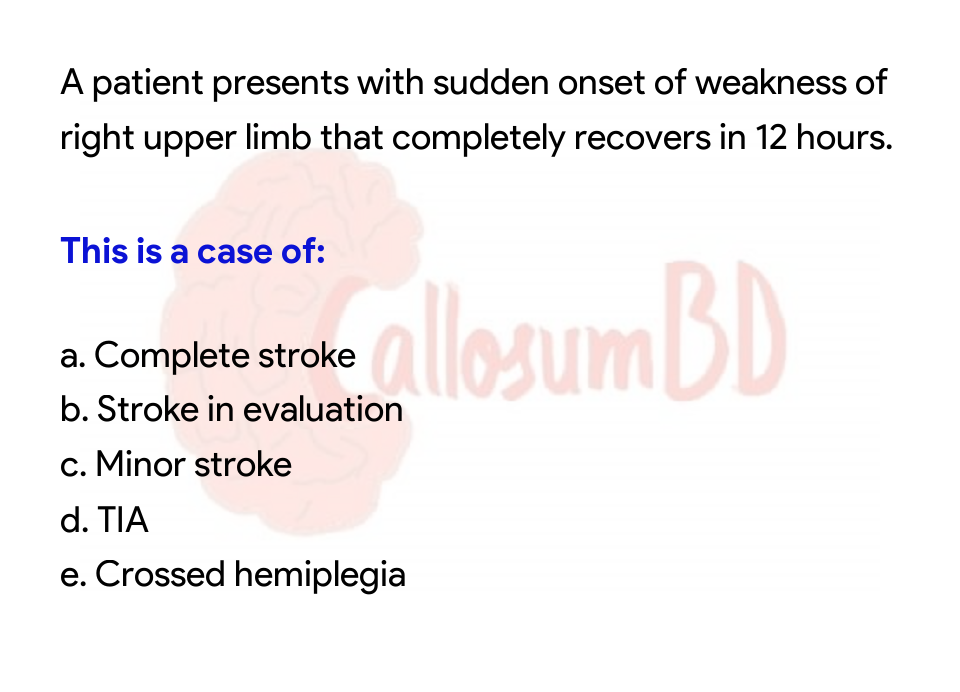 A patient presents with sudden onset of weakness of
right upper limb that completely recovers in 12 hours.
This is a case of:
CallosumBD
a. Complete stroke
b. Stroke in evaluation
c. Minor stroke
d. TIA
e. Crossed hemiplegia